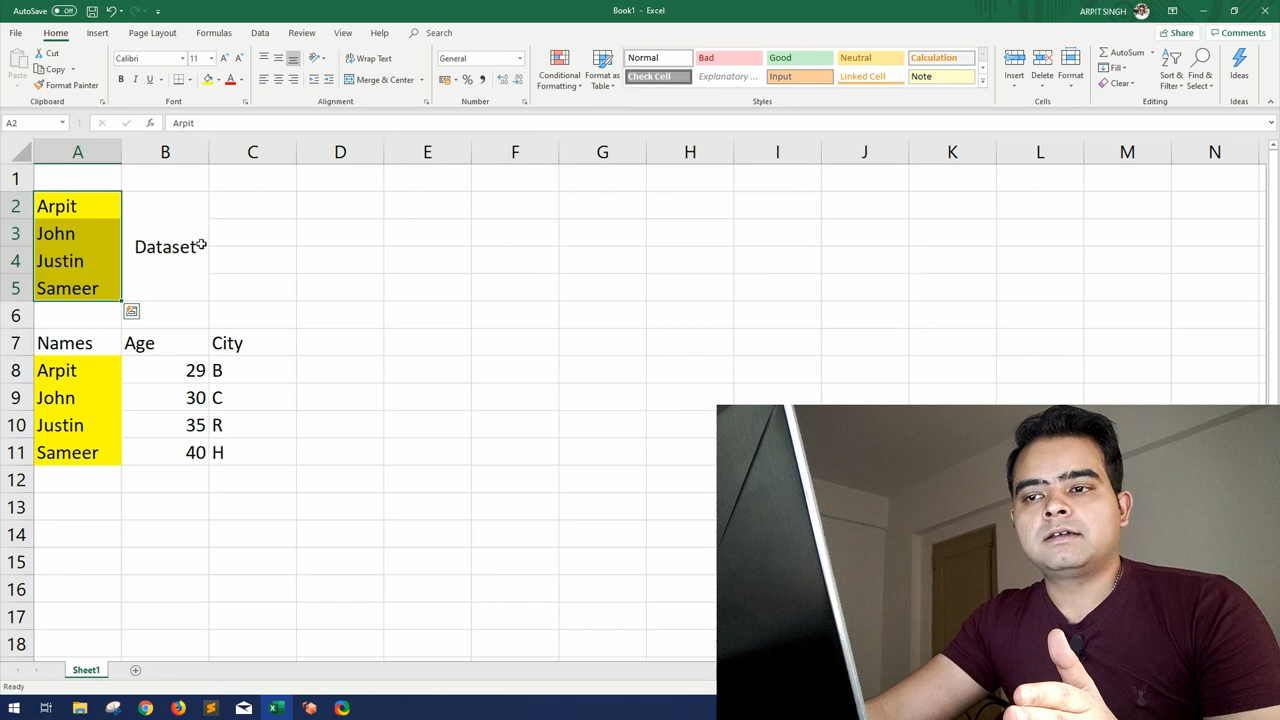 AutoSave Off
Book1 - Excel
ARPIT SINGH
File Home Insert Page Layout Formulas Data Review View Help Search
Share Comments
Paste
Cut
Copy
Format Painter
Clipboard
Calibri 11
B I U
Font
Wrap Text
Merge & Center
Alignment
General
Number
Conditional Formatting
Format as Table
Normal Bad Good Neutral Calculation
Check Cell Explanatory ... Input Linked Cell Note
Styles
Insert Delete Format
Cells
AutoSum
Fill
Clear
Sort & Filter
Find & Select
Editing
Ideas
Ideas
A2 fx Arpit
A B C D E F G H I J K L M N
1
2 Arpit
3 John
Dataset
4 Justin
5 Sameer
6
7 Names Age City
8 Arpit 29 B
9 John 30 C
10 Justin 35 R
11 Sameer 40 H
12
13
14
15
16
17
18
Sheet1
Ready